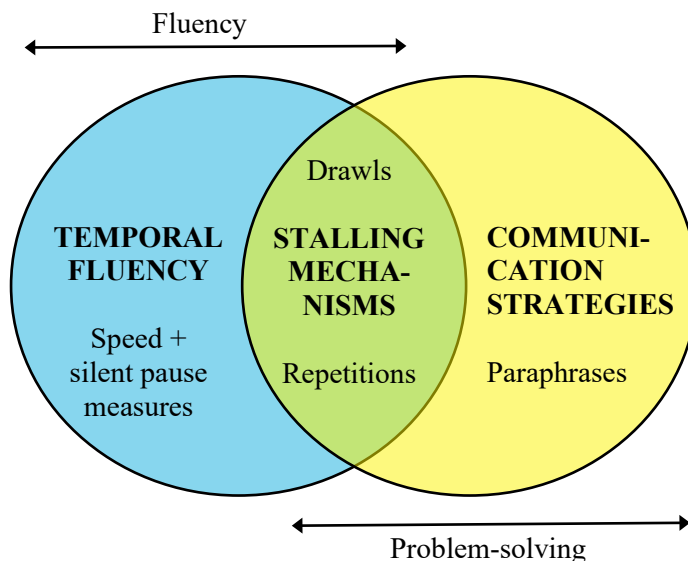 Fluency
TEMPORAL
FLUENCY
Speed +
silent pause
measures
Drawls
STALLING
MECHA-
NISMS
Repetitions
COMMUNI-
CATION
STRATEGIES
Paraphrases
Problem-solving